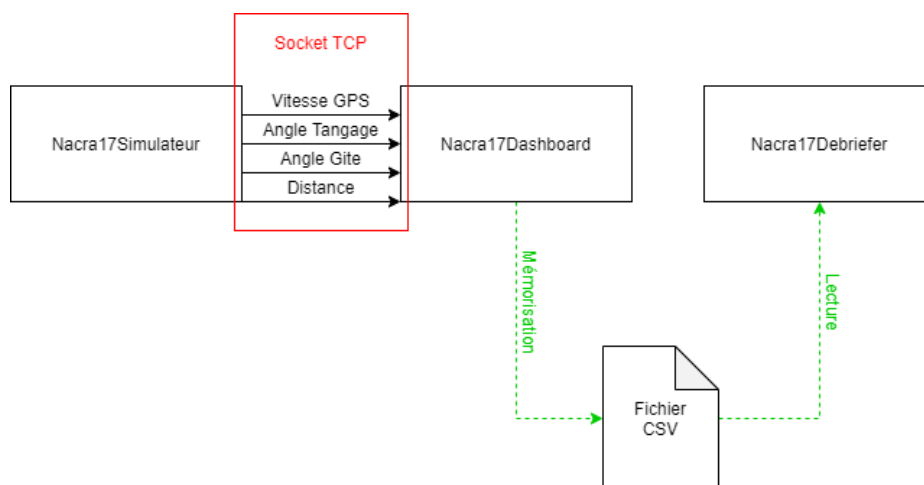 Socket TCP
Nacra17Simulateur
Vitesse GPS
Angle Tangage
Angle Gite
Distance
Nacra17Dashboard
Nacra17Debriefer
Mémorisation
Lecture
Fichier
CSV